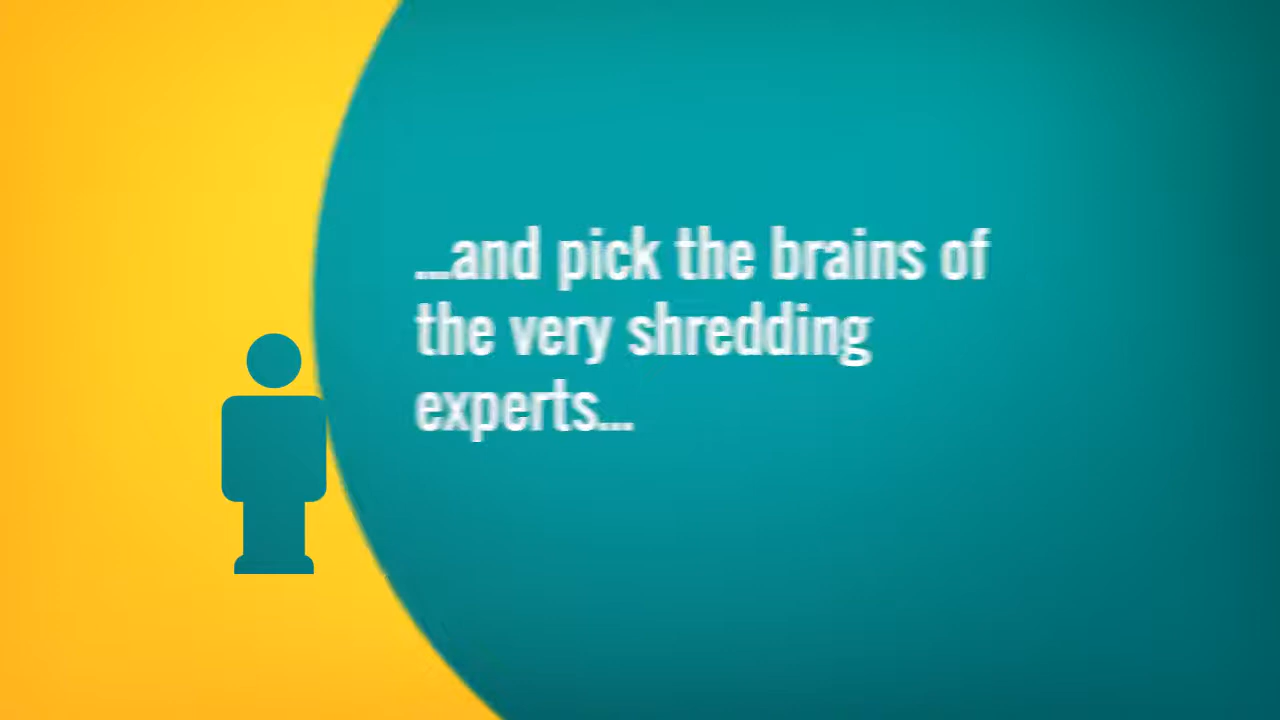 ...and pick the brains of
the very shredding
experts...